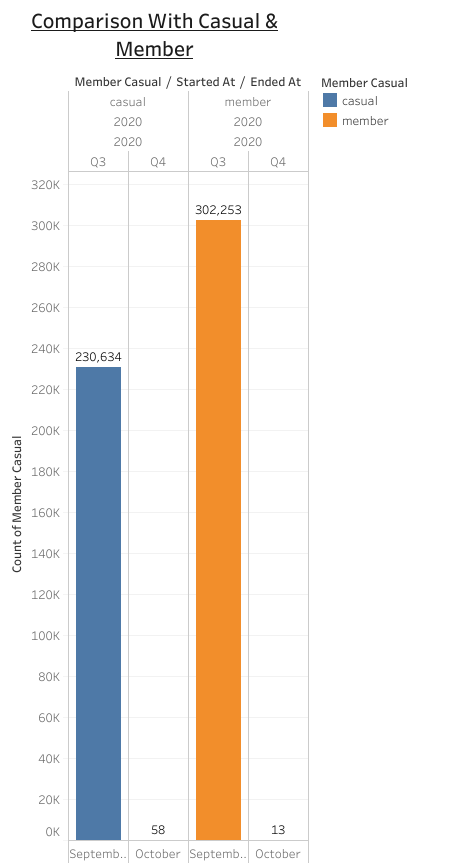 Comparison With Casual &
Member
Member Casual / Started At / Ended At
Member Casual
casual
member
casual member
2020 2020
2020 2020
Q3 Q4 Q3 Q4
320K
302,253
300K
280K
260K
240K
230,634
220K
200K
180K
160K
140K
120K
100K
80K
60K
40K
20K
0K
58 13
Count of Member Casual
Septemb.. October Septemb.. October